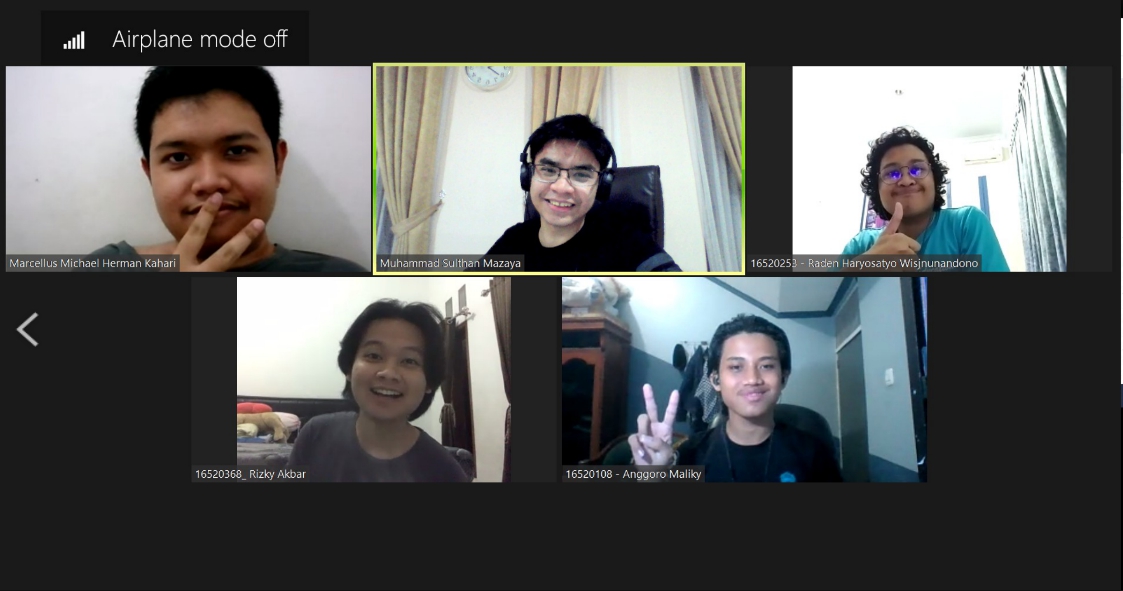 Airplane mode off
Marcellus Michael Herman Kahari
Muhammad Sulthan Mazaya
16520253 - Raden Haryosatyo Wisjnunandono
16520368_ Rizky Akbar
16520108 - Anggoro Maliky